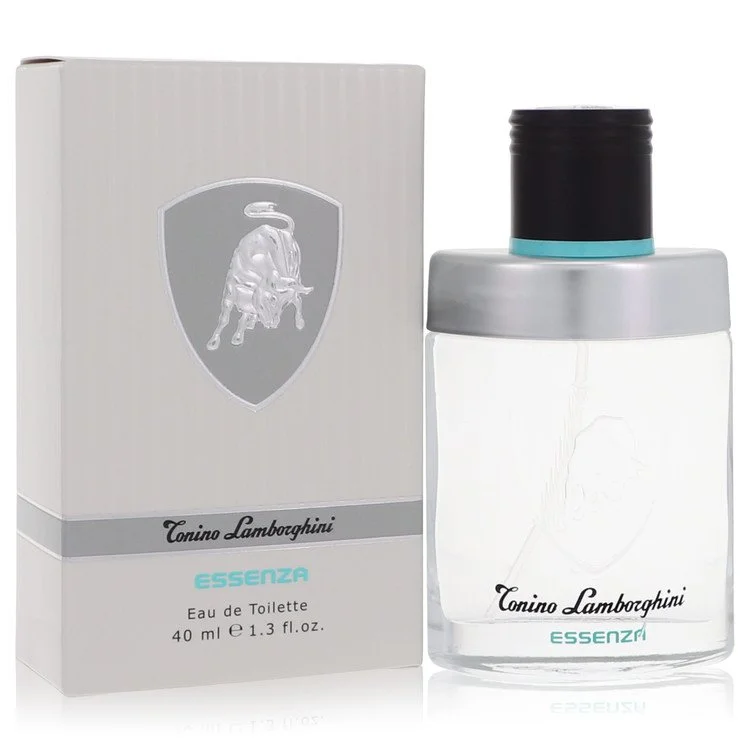 Tonino Lamborghini
ESSENZA
Eau de Toilette
40 ml ℮ 1.3 fl.oz.
Tonino Lamborghini
ESSENZA